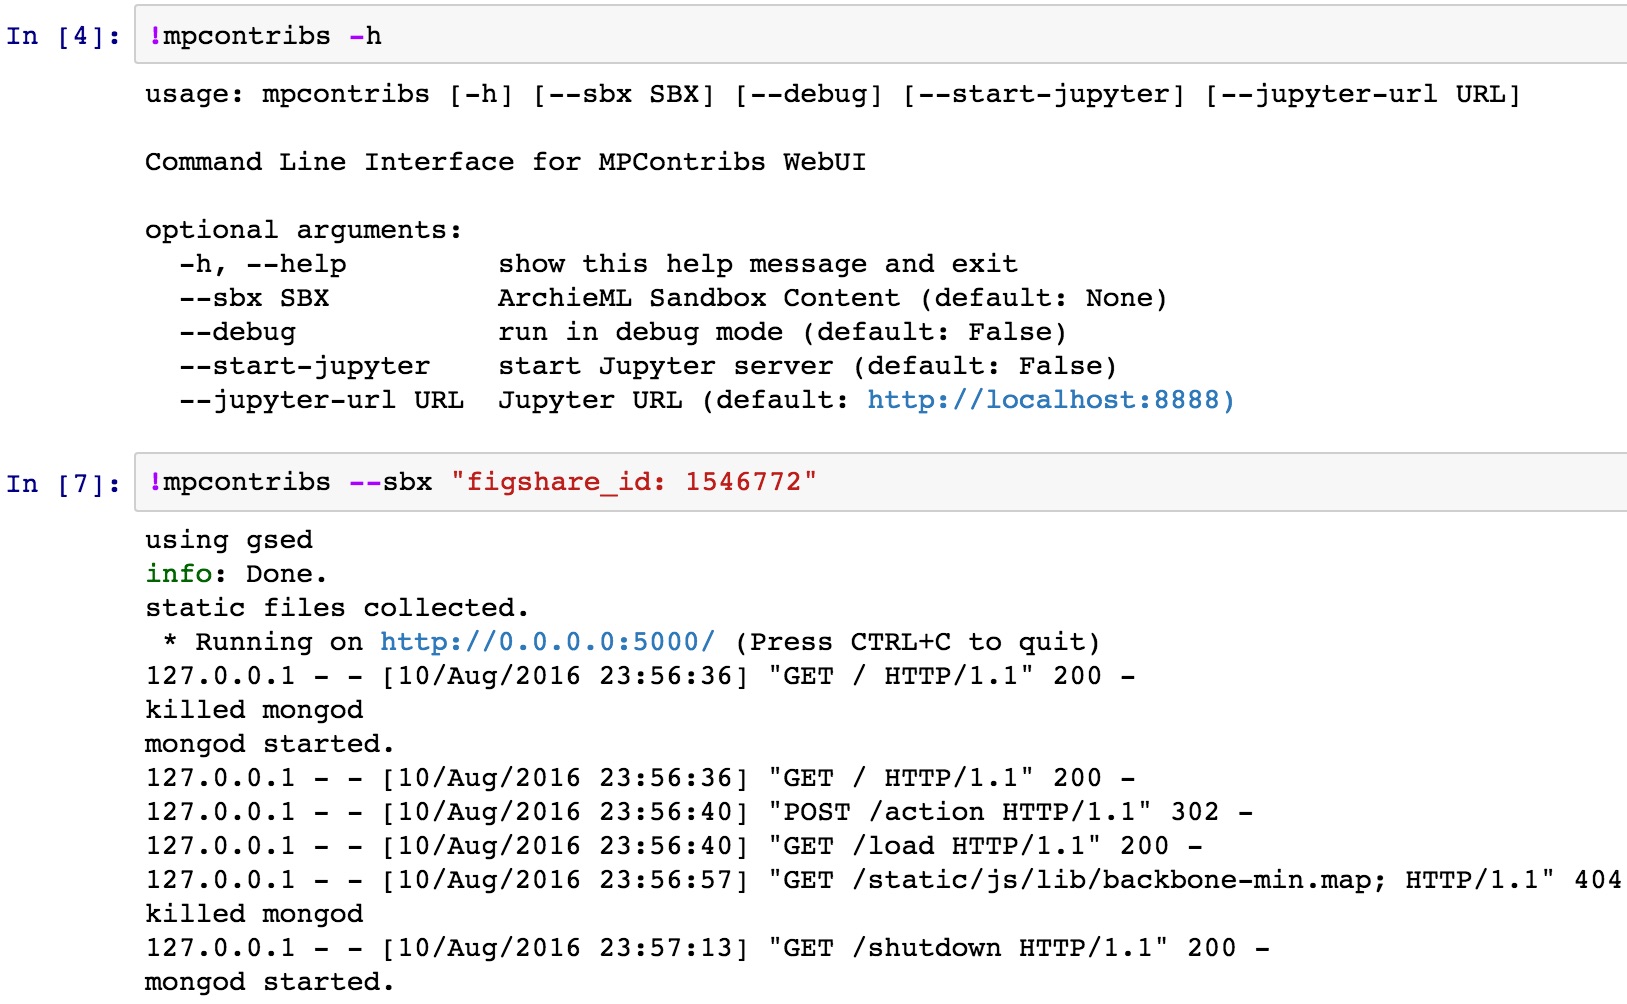 In [4]: !mpcontribs -h
usage: mpcontribs [-h] [--sbx SBX] [--debug] [--start-jupyter] [--jupyter-url URL]
Command Line Interface for MPContribs WebUI
optional arguments:
-h, --help show this help message and exit
--sbx SBX ArchieML Sandbox Content (default: None)
--debug run in debug mode (default: False)
--start-jupyter start Jupyter server (default: False)
--jupyter-url URL Jupyter URL (default: http://localhost:8888)
In [7]: !mpcontribs --sbx "figshare_id: 1546772"
using gsed
info: Done.
static files collected.
* Running on http://0.0.0.0:5000/ (Press CTRL+C to quit)
127.0.0.1 - - [10/Aug/2016 23:56:36] "GET / HTTP/1.1" 200 -
killed mongod
mongod started.
127.0.0.1 - - [10/Aug/2016 23:56:36] "GET / HTTP/1.1" 200 -
127.0.0.1 - - [10/Aug/2016 23:56:40] "POST /action HTTP/1.1" 302 -
127.0.0.1 - - [10/Aug/2016 23:56:40] "GET /load HTTP/1.1" 200 -
127.0.0.1 - - [10/Aug/2016 23:56:57] "GET /static/js/lib/backbone-min.map; HTTP/1.1" 404
killed mongod
127.0.0.1 - - [10/Aug/2016 23:57:13] "GET /shutdown HTTP/1.1" 200 -
mongod started.